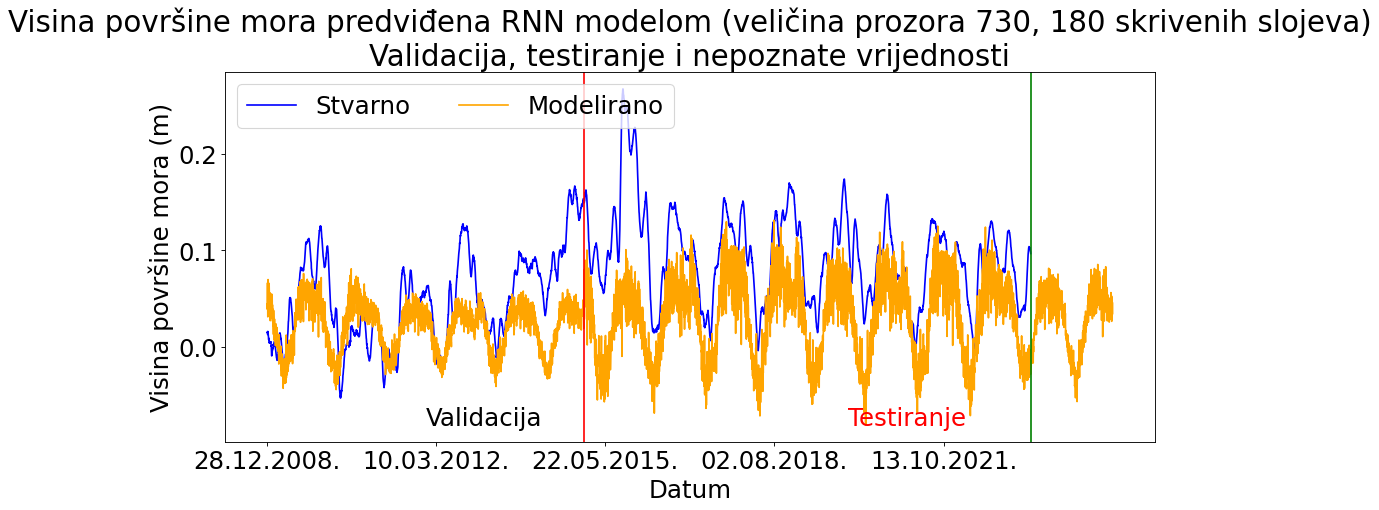 Visina površine mora predviđena RNN modelom (veličina prozora 730, 180 skrivenih slojeva)
Validacija, testiranje i nepoznate vrijednosti
Stvarno
Modelirano
Visina površine mora (m)
0.2
0.1
0.0
Validacija
Testiranje
28.12.2008.
10.03.2012.
22.05.2015.
02.08.2018.
13.10.2021.
Datum